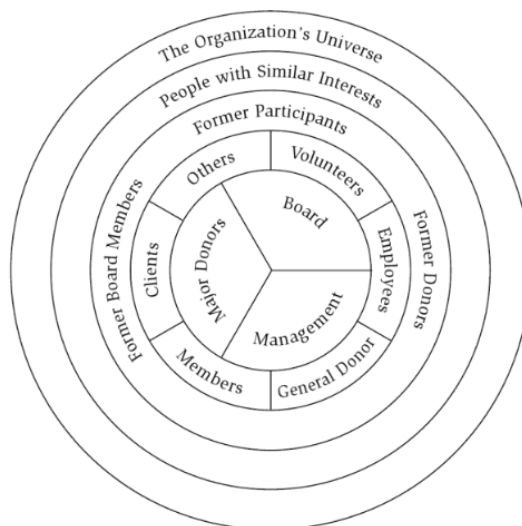 The Organization's Universe
People with Similar Interests
Former Participants
Former Board Members
Former Donors
Others
Volunteers
Clients
Employees
Members
General Donor
Major Donors
Board
Management